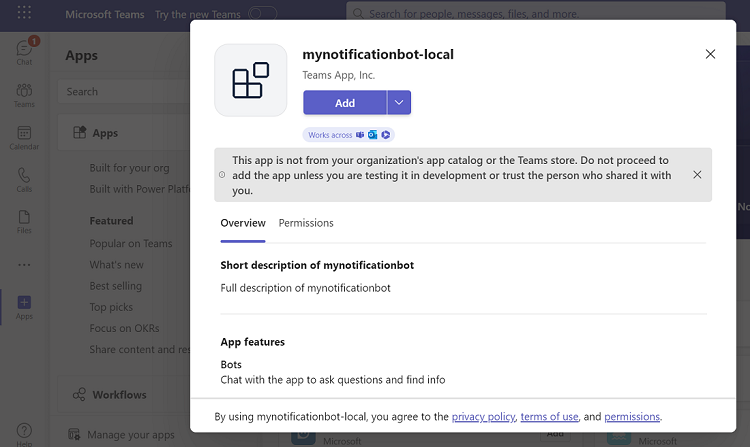 Microsoft Teams
Try the new Teams
Search for people, messages, files, and more.
1
Chat
Teams
Calendar
Calls
Files
Apps
Help
Apps
Search
Apps
Built for your org
Built with Power Platf
Featured
Popular on Teams
What's new
Best selling
Top picks
Focus on OKRs
Share content and res
Workflows
Manage your apps
mynotificationbot-local
Teams App, Inc.
Add
Works across
This app is not from your organization's app catalog or the Teams store. Do not proceed to
add the app unless you are testing it in development or trust the person who shared it with
you.
Overview
Permissions
Short description of mynotificationbot
Full description of mynotificationbot
App features
Bots
Chat with the app to ask questions and find info
By using mynotificationbot-local, you agree to the privacy policy, terms of use, and permissions.
No
Microsoft
Add
Microsoft